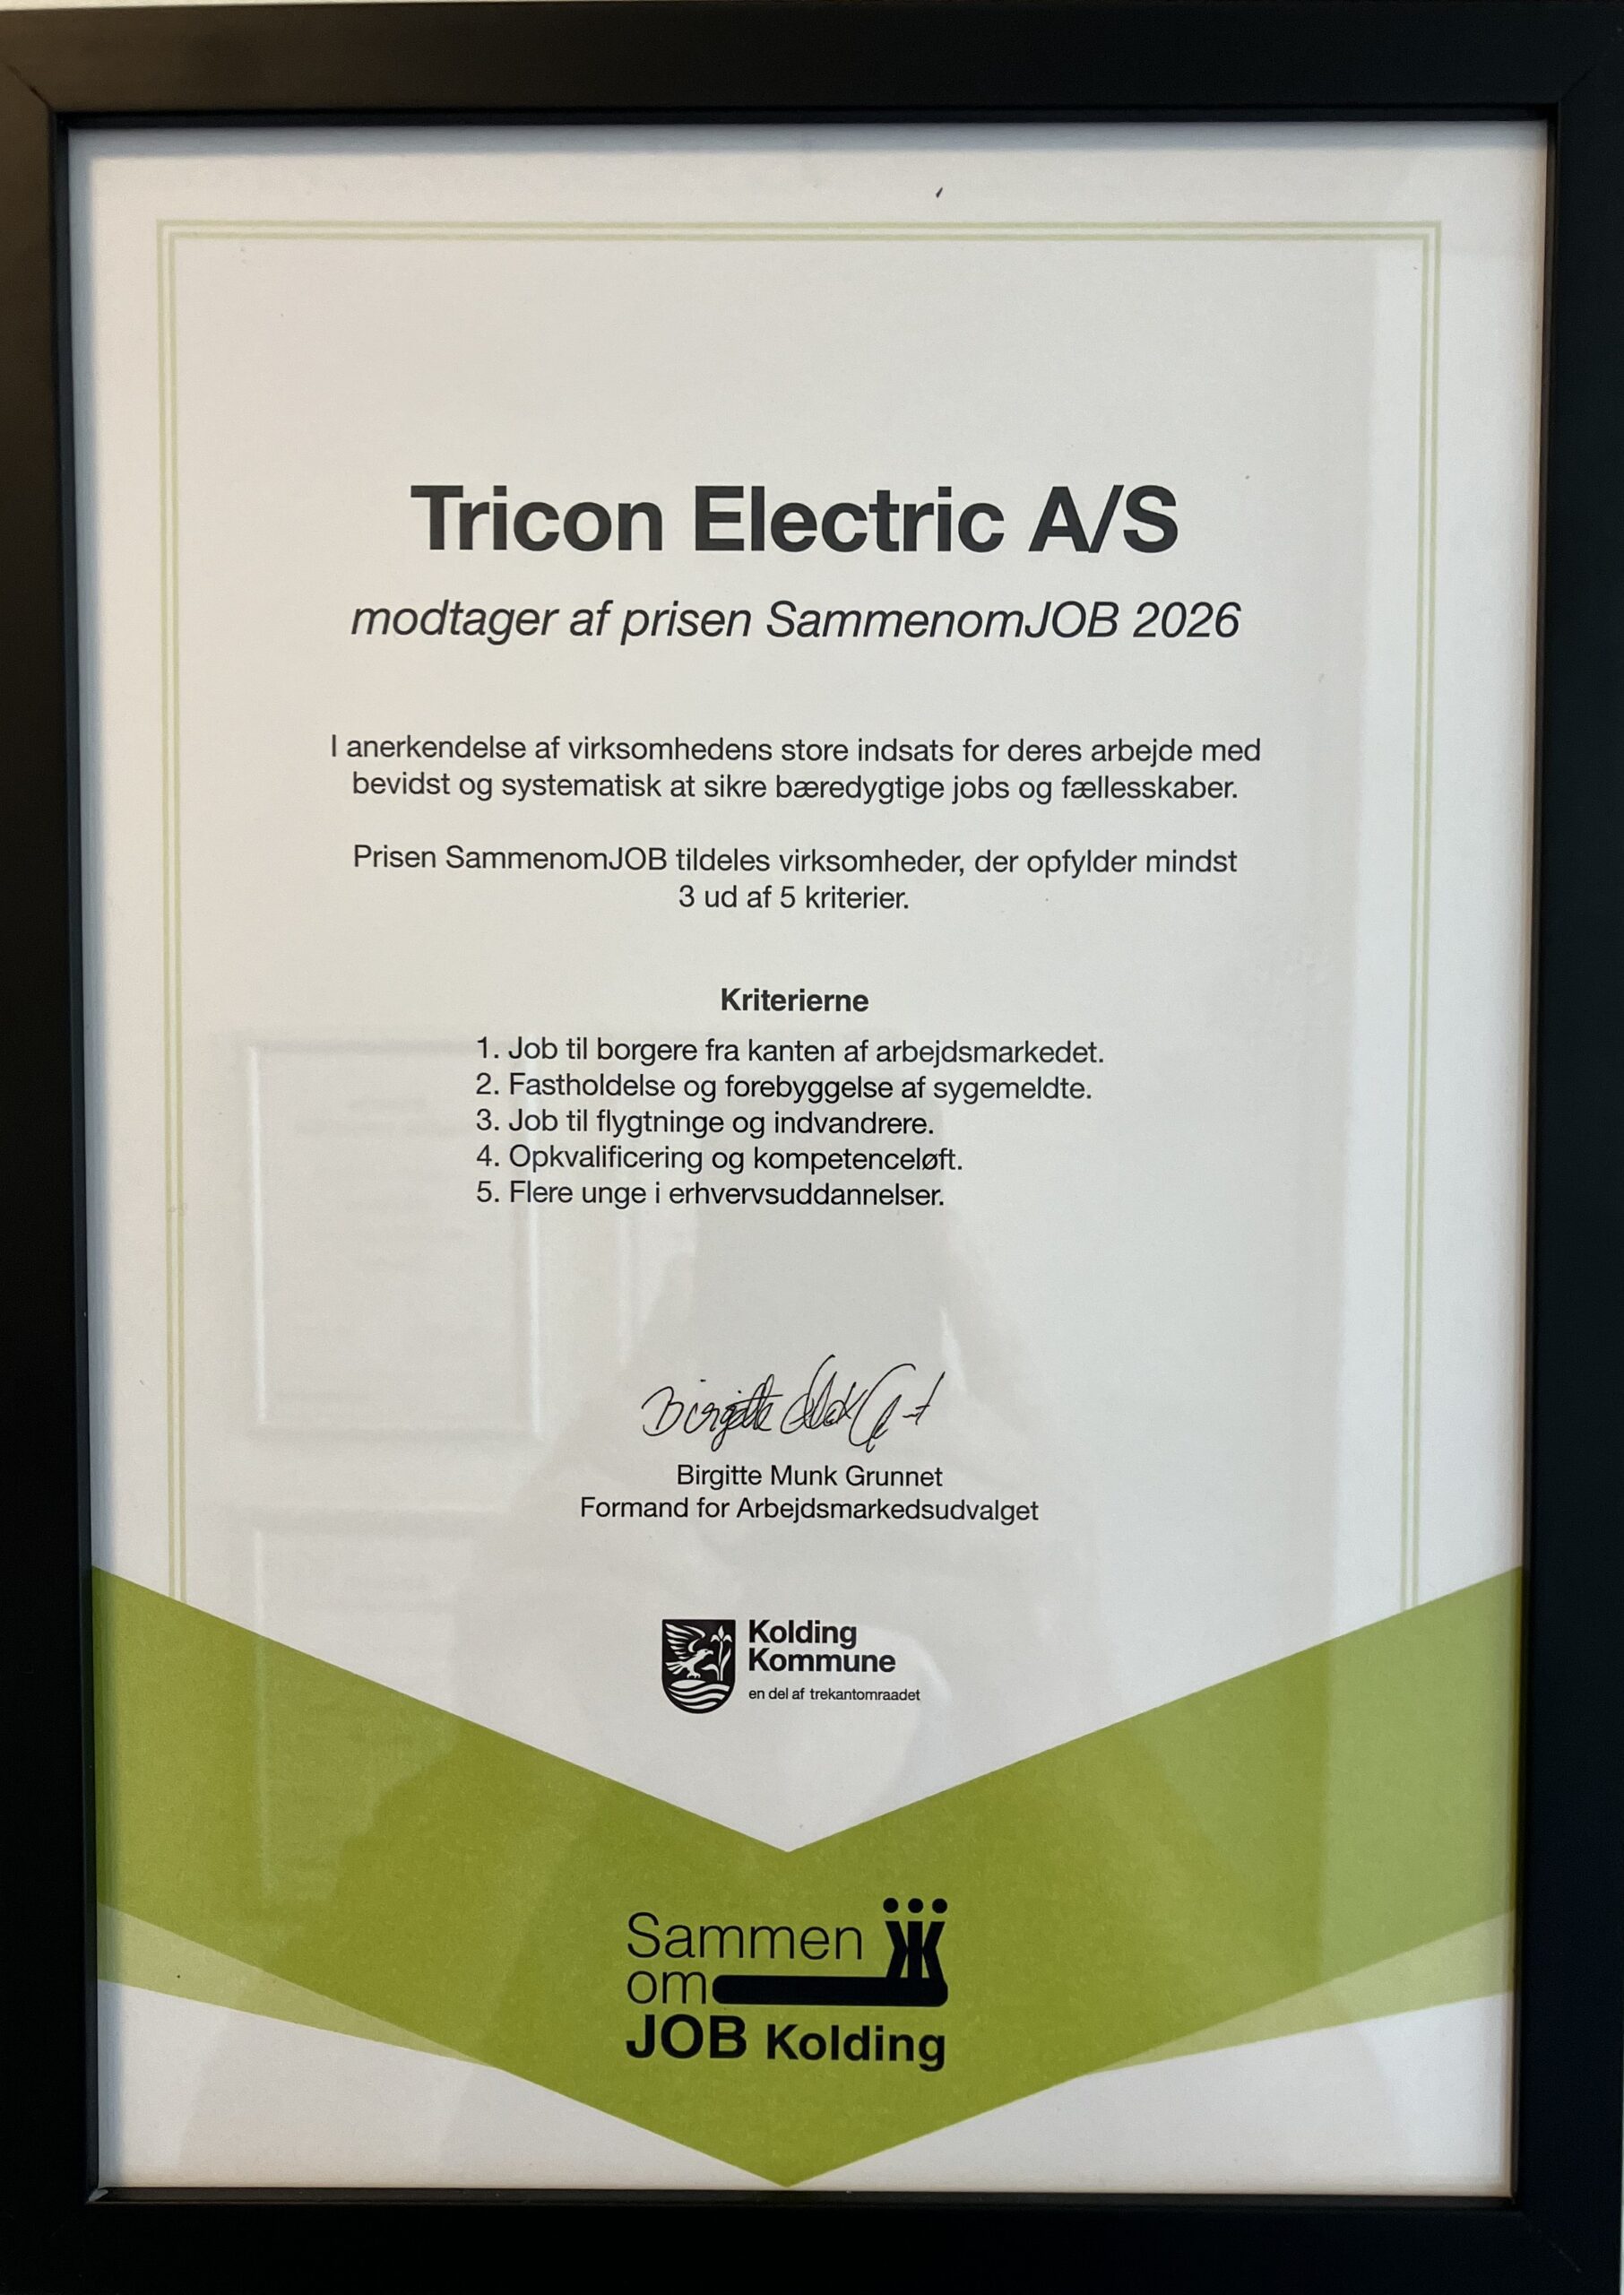 Tricon Electric A/S
modtager af prisen SammenomJOB 2026
I anerkendelse af virksomhedens store indsats for deres arbejde med
bevidst og systematisk at sikre bæredygtige jobs og fællesskaber.
Prisen SammenomJOB tildeles virksomheder, der opfylder mindst
3 ud af 5 kriterier.
Kriterierne
1. Job til borgere fra kanten af arbejdsmarkedet.
2. Fastholdelse og forebyggelse af sygemeldte.
3. Job til flygtninge og indvandrere.
4. Opkvalificering og kompetenceløft.
5. Flere unge i erhvervsuddannelser.
Birgitte
Birgitte Munk Grunnet
Formand for Arbejdsmarkedsudvalget
Kolding
Kommune
en del af trekantomraadet
Sammen
om
JOB Kolding